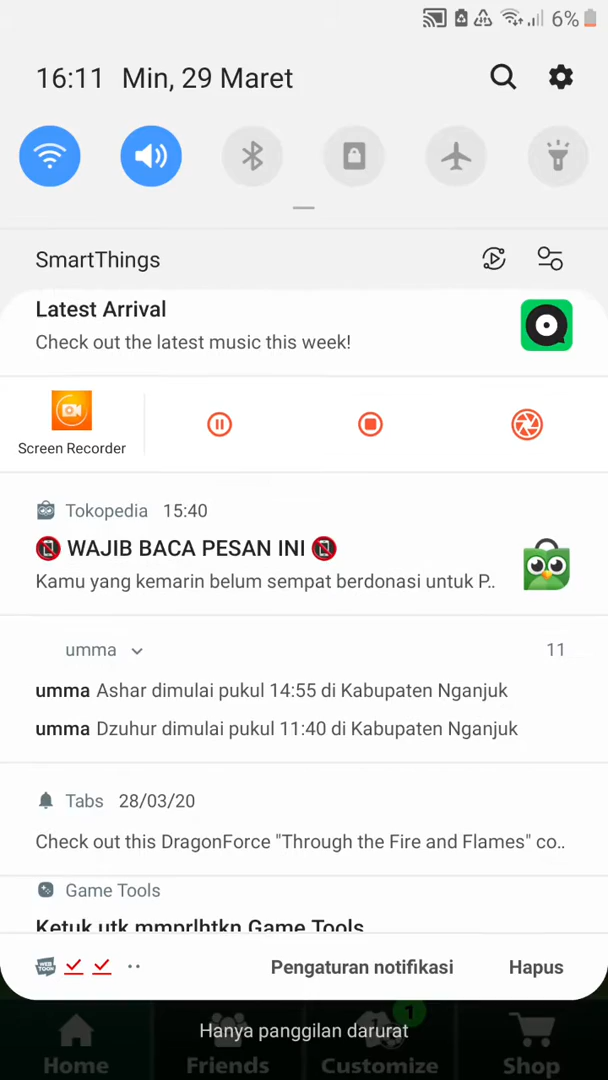 6%
16:11 Min, 29 Maret
SmartThings
Latest Arrival
Check out the latest music this week!
Screen Recorder
Tokopedia 15:40
WAJIB BACA PESAN INI
Kamu yang kemarin belum sempat berdonasi untuk P..
umma 11
umma Ashar dimulai pukul 14:55 di Kabupaten Nganjuk
umma Dzuhur dimulai pukul 11:40 di Kabupaten Nganjuk
Tabs 28/03/20
Check out this DragonForce "Through the Fire and Flames" co..
Game Tools
Ketuk utk mmprlhtkn Game Tools
WEB TOON
Pengaturan notifikasi Hapus
1
Hanya panggilan darurat
Home Friends Customize Shop